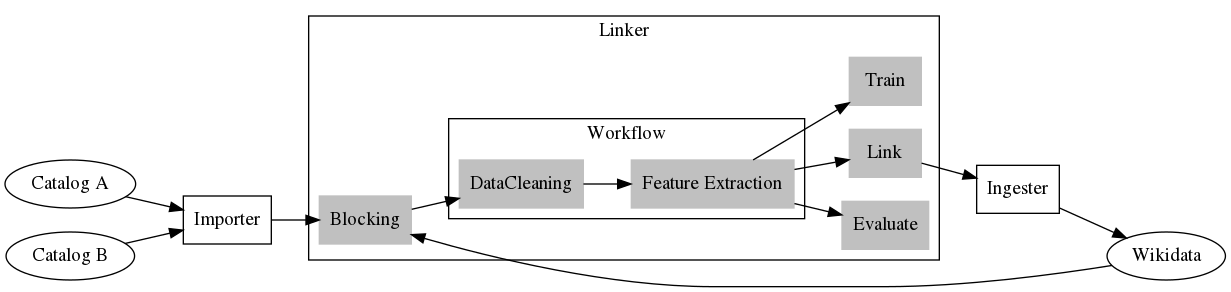 Linker
Train
Workflow
Link
Catalog A
DataCleaning
Feature Extraction
Ingester
Importer
Blocking
Evaluate
Catalog B
Wikidata